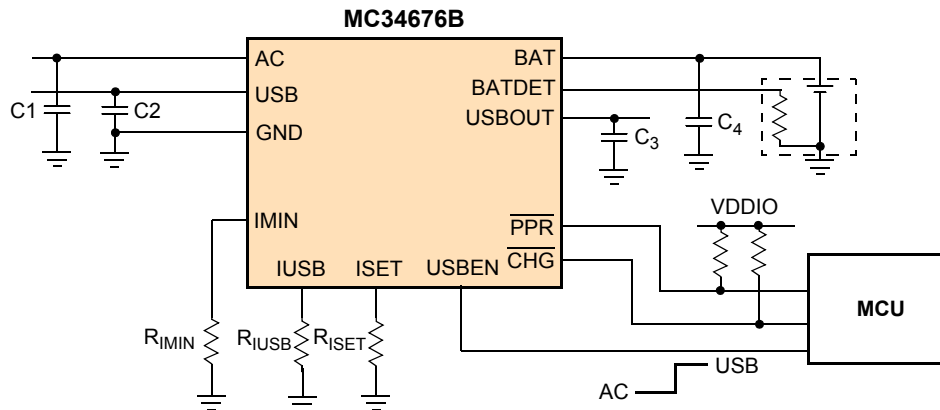 MC34676B
AC
USB
GND
C1
C2
BAT
BATDET
USBOUT
C3
C4
IMIN
IUSB
ISET
USBEN
PPR
CHG
VDDIO
MCU
RIMIN
RIUSB
RISET
AC
USB